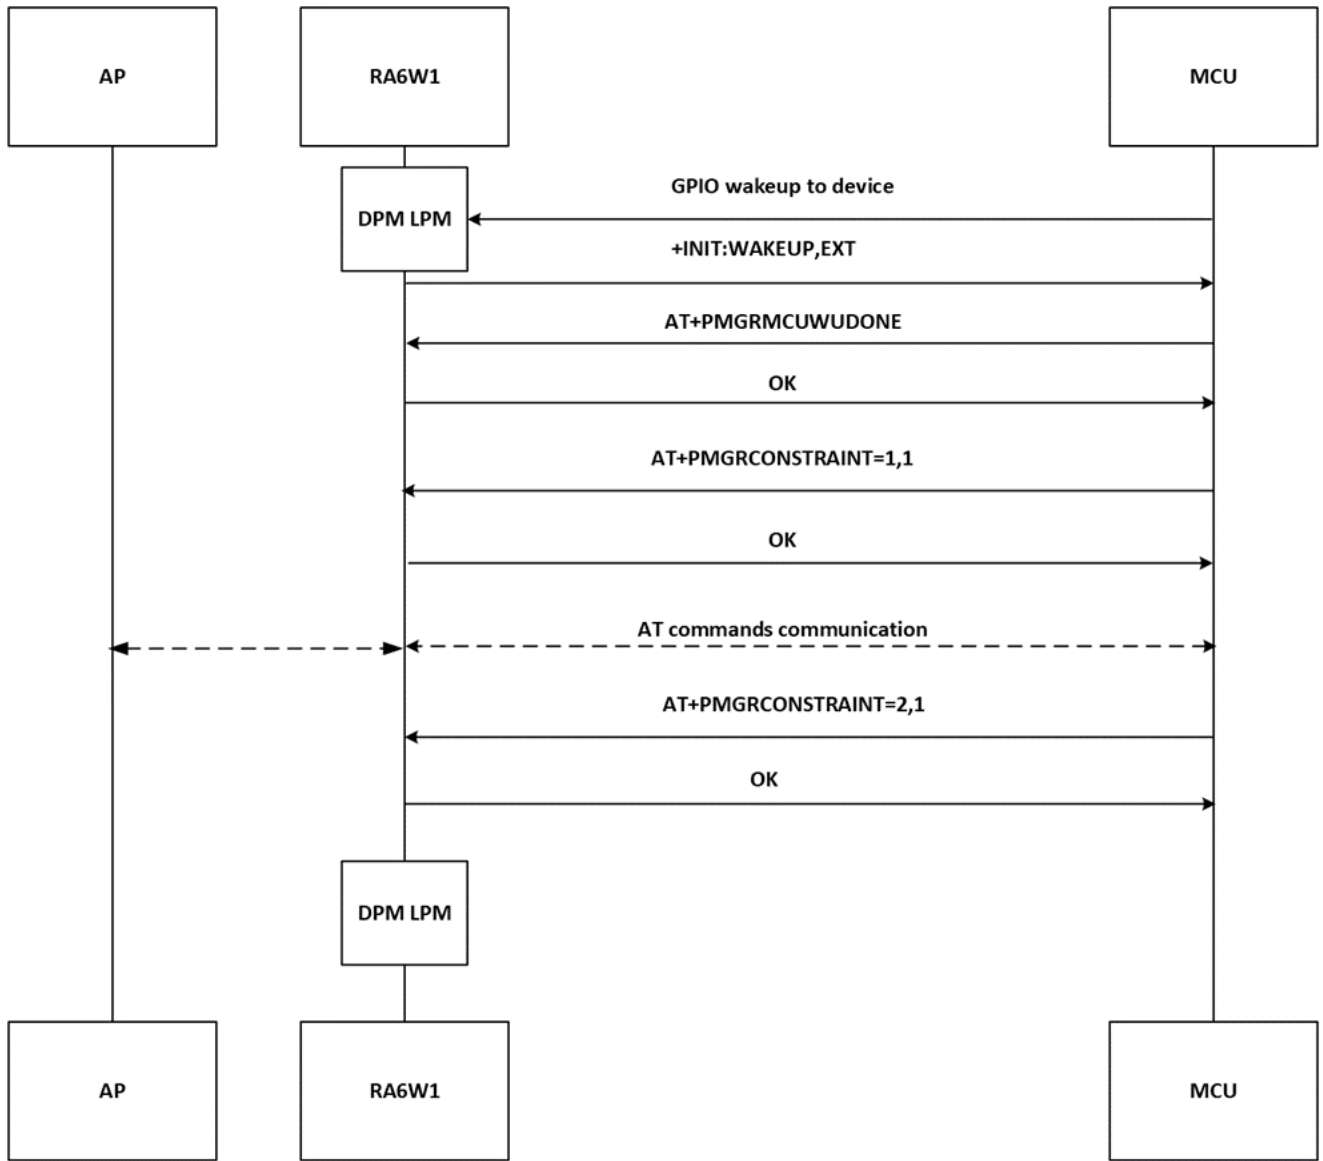 AP
RA6W1
MCU
GPIO wakeup to device
DPM LPM
+INIT:WAKEUP,EXT
AT+PMGRMCUWUDONE
OK
AT+PMGRCONSTRAINT=1,1
OK
AT commands communication
AT+PMGRCONSTRAINT=2,1
OK
DPM LPM
AP
RA6W1
MCU